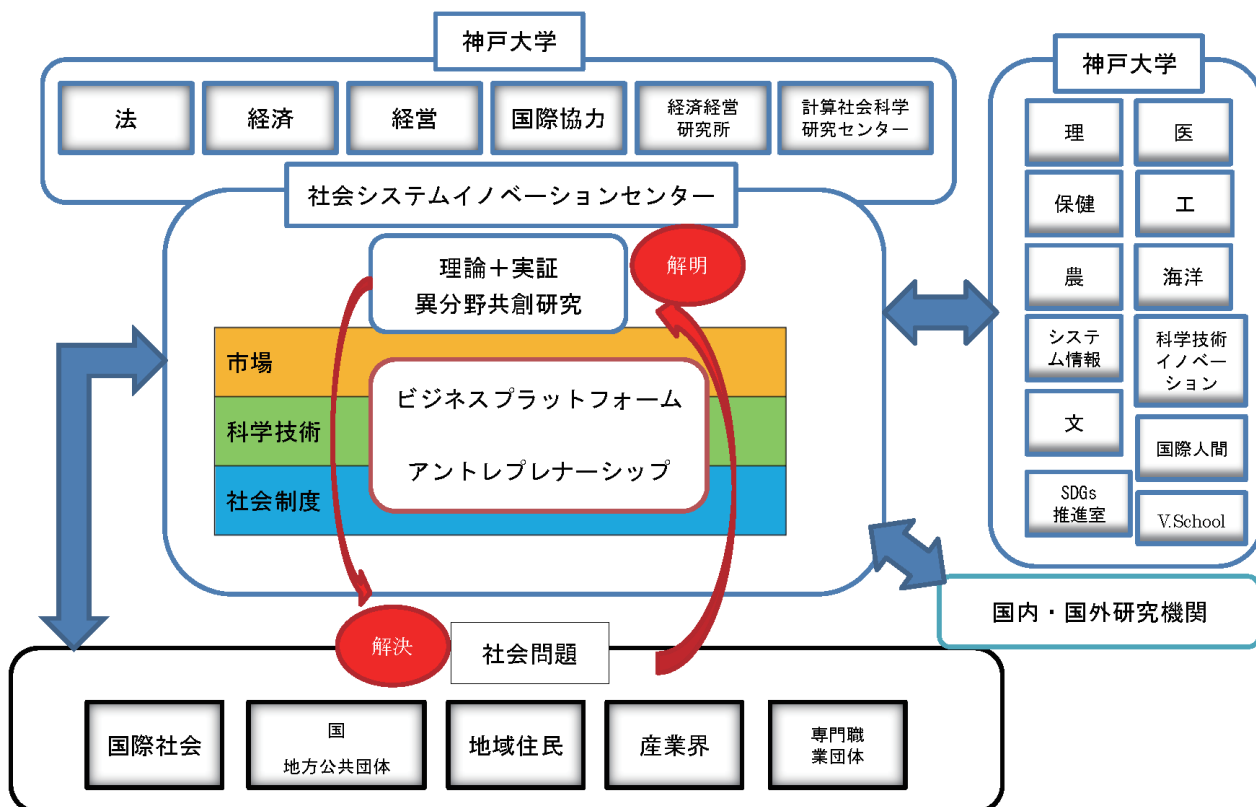 神戸大学
法
経済
経営
国際協力
経済経営
研究所
計算社会科学
研究センター
社会システムイノベーションセンター
理論＋実証
異分野共創研究
解明
市場
科学技術
社会制度
ビジネスプラットフォーム
アントレプレナーシップ
神戸大学
理
医
保健
工
農
海洋
システ
ム情報
科学技術
イノベー
ション
文
国際人間
SDGs
推進室
V.School
国内・国外研究機関
解決
社会問題
国際社会
国
地方公共団体
地域住民
産業界
専門職
業団体